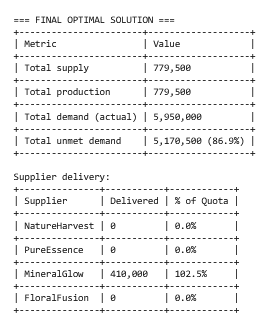 === FINAL OPTIMAL SOLUTION ===
+-----------------------+-------------------+
| Metric | Value |
+-----------------------+-------------------+
| Total supply | 779,500 |
+-----------------------+-------------------+
| Total production | 779,500 |
+-----------------------+-------------------+
| Total demand (actual) | 5,950,000 |
+-----------------------+-------------------+
| Total unmet demand | 5,170,500 (86.9%) |
+-----------------------+-------------------+
Supplier delivery:
+---------------+-----------+------------+
| Supplier | Delivered | % of Quota |
+---------------+-----------+------------+
| NatureHarvest | 0 | 0.0% |
+---------------+-----------+------------+
| PureEssence | 0 | 0.0% |
+---------------+-----------+------------+
| MineralGlow | 410,000 | 102.5% |
+---------------+-----------+------------+
| FloralFusion | 0 | 0.0% |
+---------------+-----------+------------+